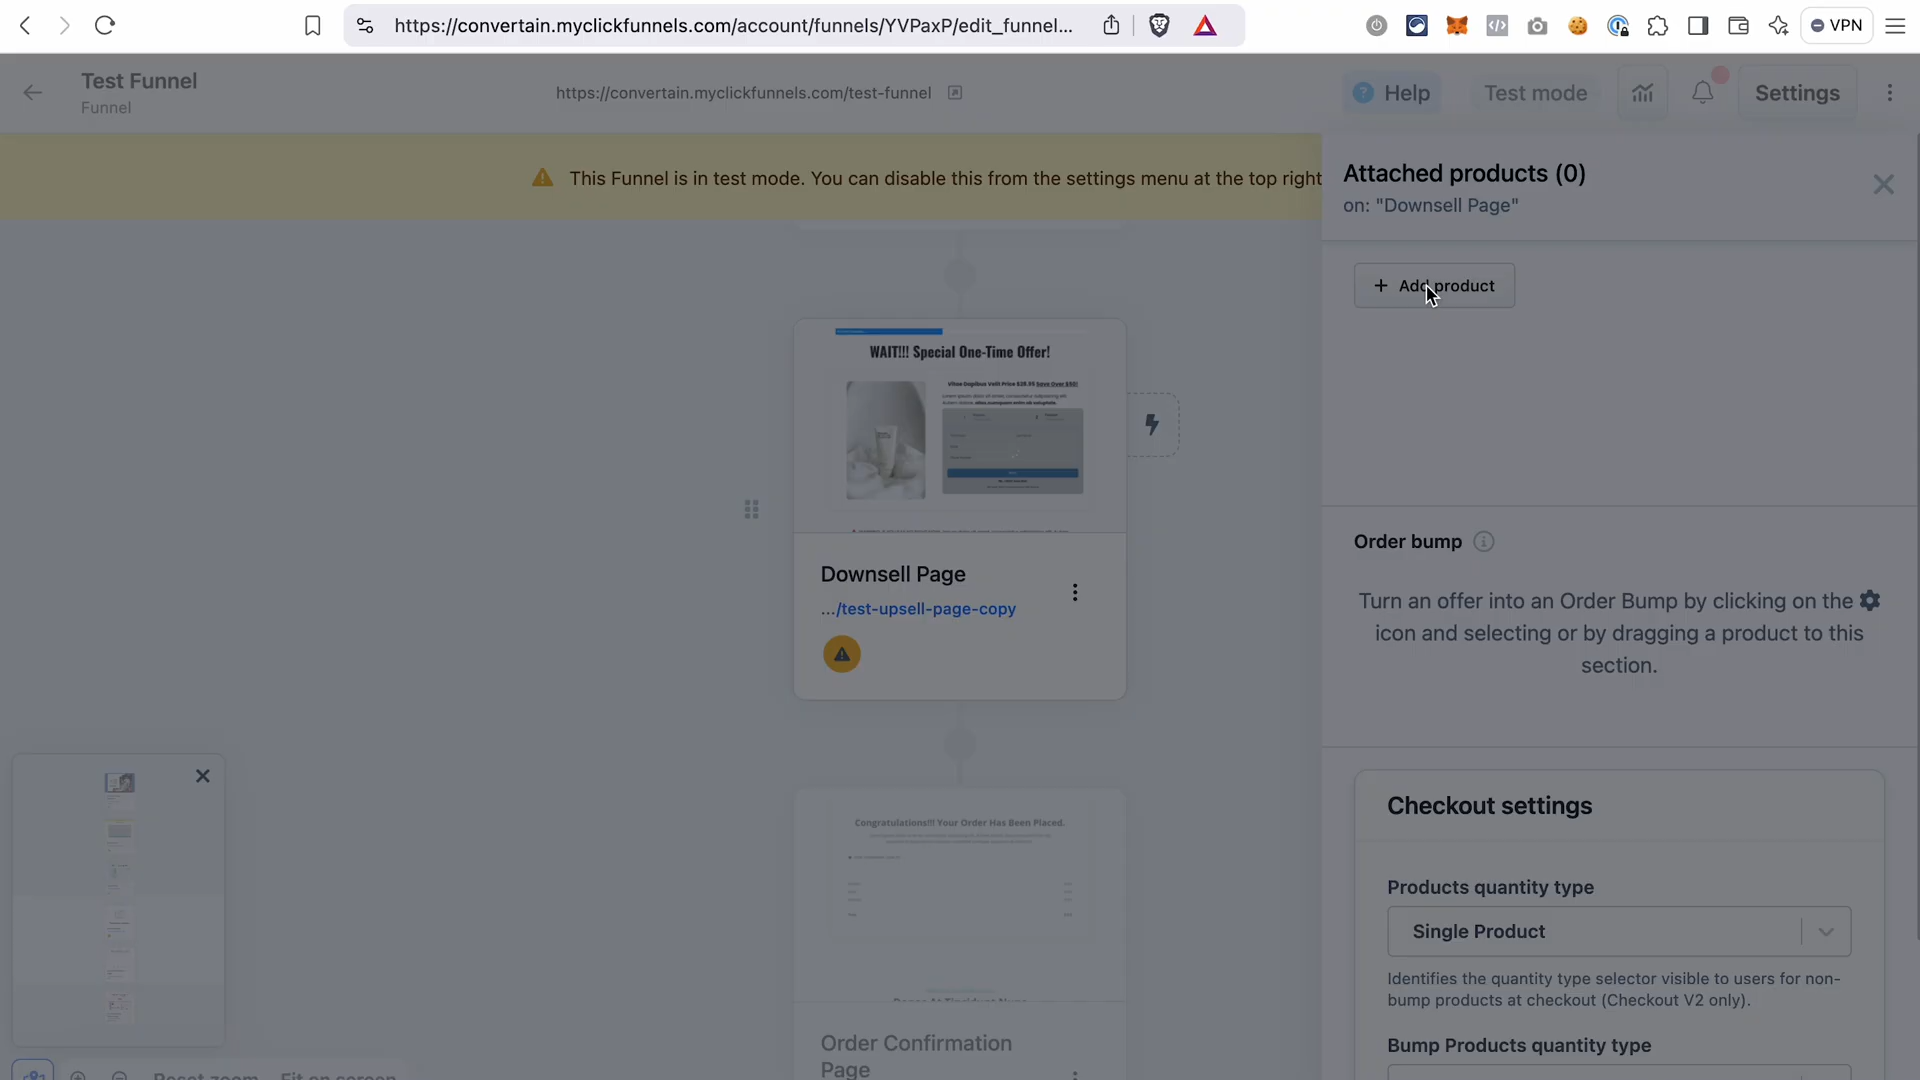 https://convertain.myclickfunnels.com/account/funnels/YVPaxP/edit_funnel...
VPN
Test Funnel
Funnel
https://convertain.myclickfunnels.com/test-funnel
Help
Test mode
Settings
This Funnel is in test mode. You can disable this from the settings menu at the top right
Attached products (0)
on: "Downsell Page"
+ Add product
WAIT!!! Special One-Time Offer!
Downsell Page
.../test-upsell-page-copy
Order bump
Turn an offer into an Order Bump by clicking on the
icon and selecting or by dragging a product to this
section.
Checkout settings
Products quantity type
Single Product
Identifies the quantity type selector visible to users for non-
bump products at checkout (Checkout V2 only).
Bump Products quantity type
Congratulations!!! Your Order Has Been Placed.
Order Confirmation
Page
Reset zoom
Fit on screen